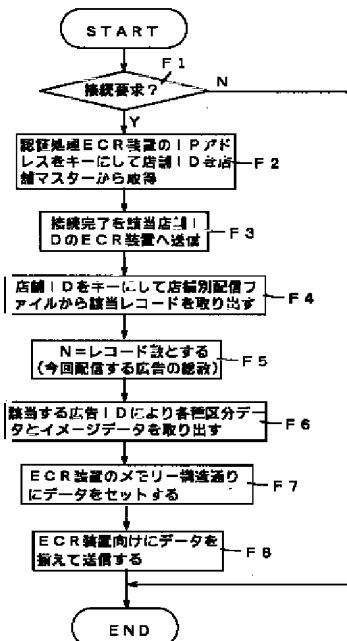 START
F1
接続要求?
N
Y
認証処理ECR装置のIPアド
レスをキーにして店舗IDを店
舗マスターから取得
F2
接続完了を該当店舗I
DのECR装置へ送信
F3
店舗IDをキーにして店舗別配信フ
ァイルから該当レコードを取り出す
F4
N=レコード数とする
(今回配信する広告の総数)
F5
該当する広告IDにより各種区分デー
タとイメージデータを取り出す
F6
ECR装置のメモリー構造通り
にデータをセットする
F7
ECR装置向けにデータを
揃えて送信する
F8
END